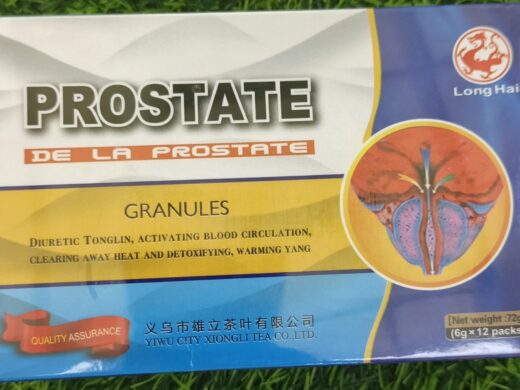 PROSTATE
DE LA PROSTATE
Long Hai
GRANULES
DIURETIC TONGLIN, ACTIVATING BLOOD CIRCULATION,
CLEARING AWAY HEAT AND DETOXIFYING, WARMING YANG
[Net weight:72g
(6g×12 packs
QUALITY ASSURANCE
义乌市雄立茶叶有限公司
YIWU CITY XIONGLI TEA CO.,LTD.